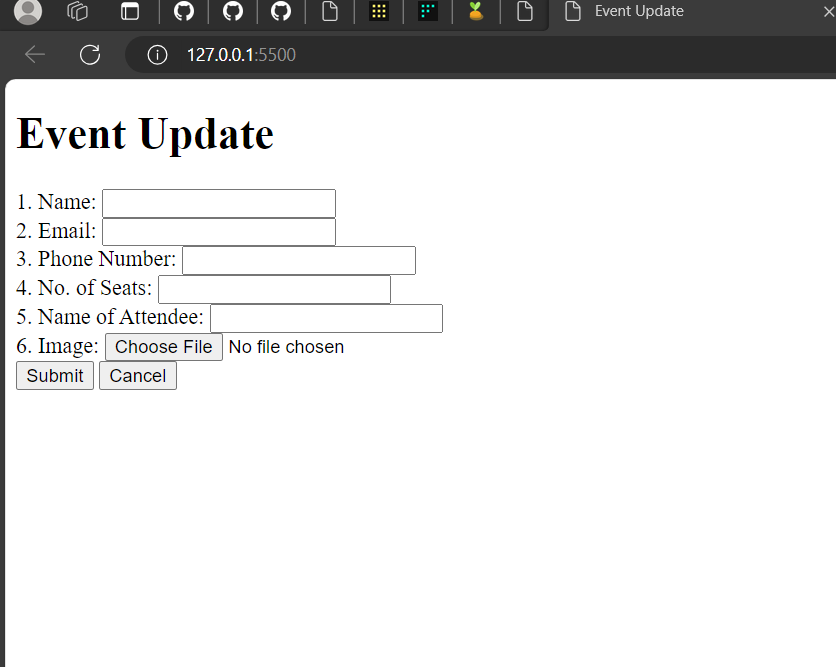 Event Update
127.0.0.1:5500
Event Update
1. Name:
2. Email:
3. Phone Number:
4. No. of Seats:
5. Name of Attendee:
6. Image: Choose File No file chosen
Submit Cancel